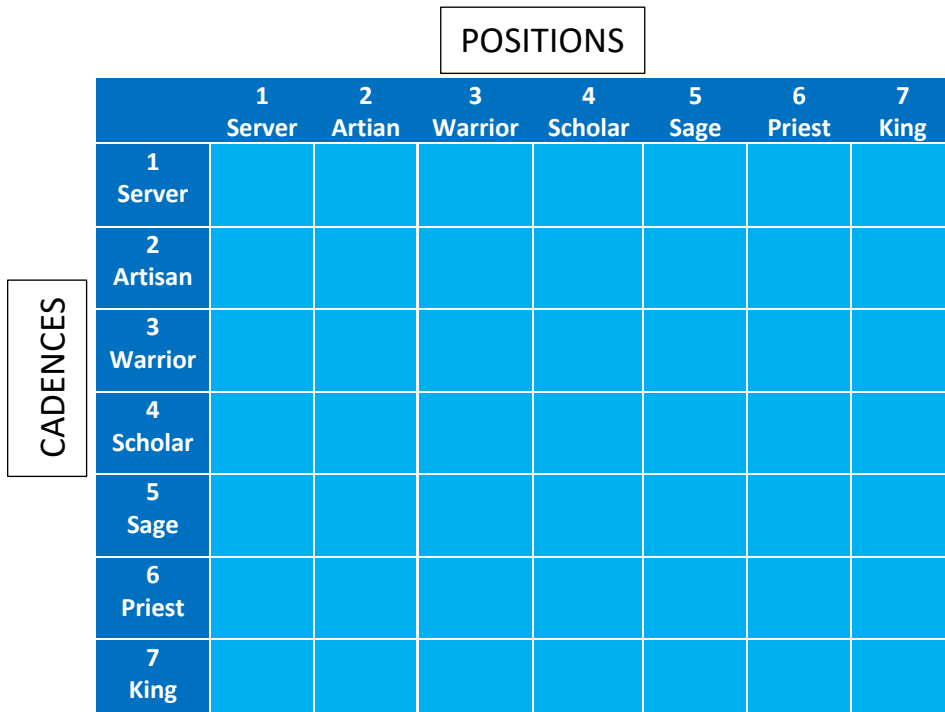 POSITIONS
1 2 3 4 5 6 7
Server Artian Warrior Scholar Sage Priest King
CADENCES
1
Server
2
Artisan
3
Warrior
4
Scholar
5
Sage
6
Priest
7
King